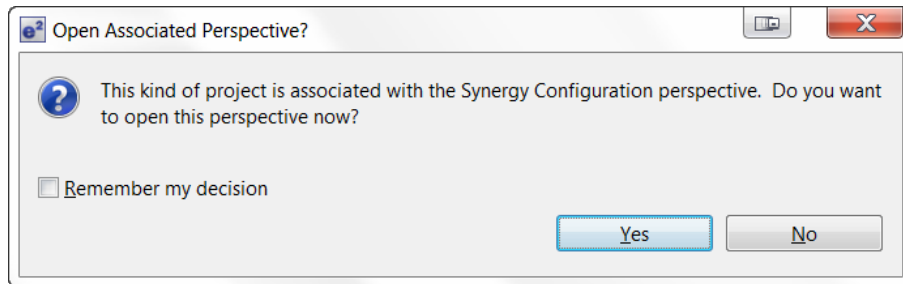 e² Open Associated Perspective?
X
? This kind of project is associated with the Synergy Configuration perspective. Do you want
to open this perspective now?
Remember my decision
Yes No